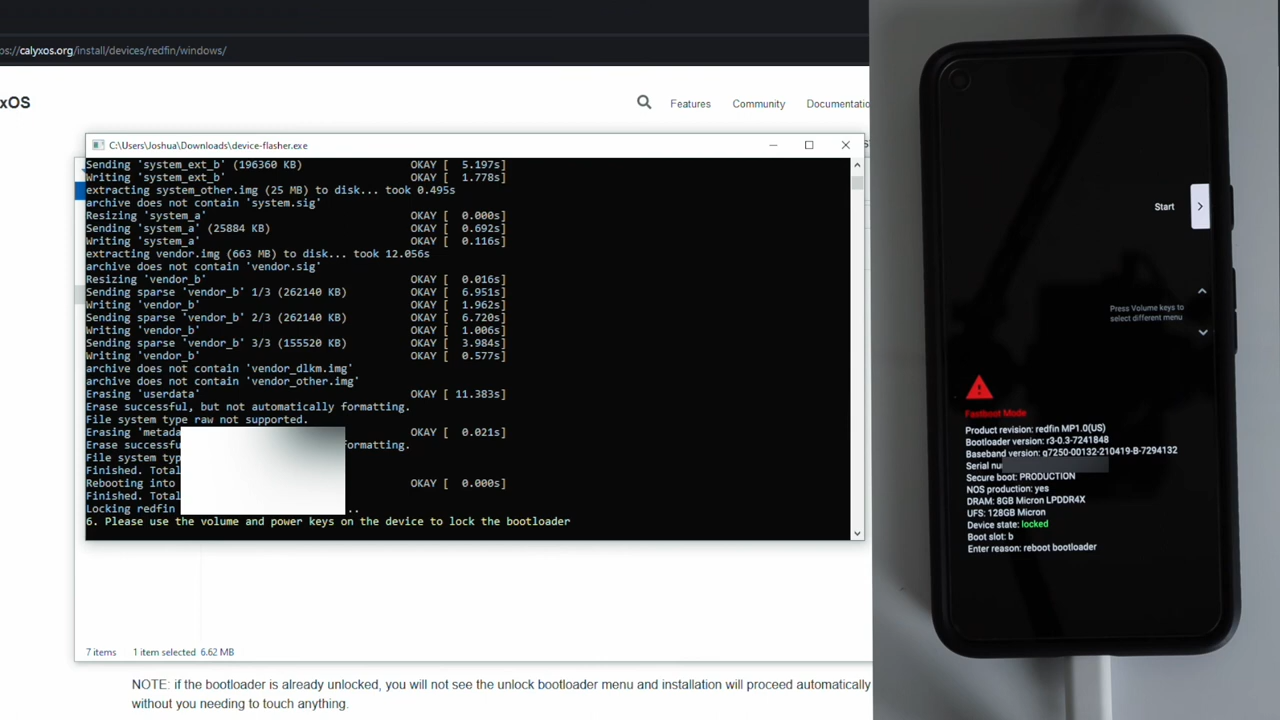 ps://calyxos.org/install/devices/redfin/windows/
xOS
Features
Community
Documentatio
C:\Users\Joshua\Downloads\device-flasher.exe
Sending 'system_ext_b' (196360 KB) OKAY [ 5.197s]
Writing 'system_ext_b' OKAY [ 1.778s]
extracting system_other.img (25 MB) to disk... took 0.495s
archive does not contain 'system.sig'
Resizing 'system_a' OKAY [ 0.000s]
Sending 'system_a' (25884 KB) OKAY [ 0.692s]
Writing 'system_a' OKAY [ 0.116s]
extracting vendor.img (663 MB) to disk... took 12.056s
archive does not contain 'vendor.sig'
Resizing 'vendor_b' OKAY [ 0.016s]
Sending sparse 'vendor_b' 1/3 (262140 KB) OKAY [ 6.951s]
Writing 'vendor_b' OKAY [ 1.962s]
Sending sparse 'vendor_b' 2/3 (262140 KB) OKAY [ 6.720s]
Writing 'vendor_b' OKAY [ 1.006s]
Sending sparse 'vendor_b' 3/3 (155520 KB) OKAY [ 3.984s]
Writing 'vendor_b' OKAY [ 0.577s]
archive does not contain 'vendor_dlkm.img'
archive does not contain 'vendor_other.img'
Erasing 'userdata' OKAY [ 11.383s]
Erase successful, but not automatically formatting.
File system type raw not supported.
Erasing 'metada OKAY [ 0.021s]
Erase successfu ormatting.
File system typ
Finished. Total
Rebooting into OKAY [ 0.000s]
Finished. Total
Locking redfin ..
6. Please use the volume and power keys on the device to lock the bootloader
7 items 1 item selected 6.62 MB
NOTE: if the bootloader is already unlocked, you will not see the unlock bootloader menu and installation will proceed automatically
without you needing to touch anything.
Start
Press Volume keys to
select different menu
Fastboot Mode
Product revision: redfin MP1.0(US)
Bootloader version: r3-0.3-7241848
Baseband version: g7250-00132-210419-B-7294132
Serial nu
Secure boot: PRODUCTION
NOS production: yes
DRAM: 8GB Micron LPDDR4X
UFS: 128GB Micron
Device state: locked
Boot slot: b
Enter reason: reboot bootloader